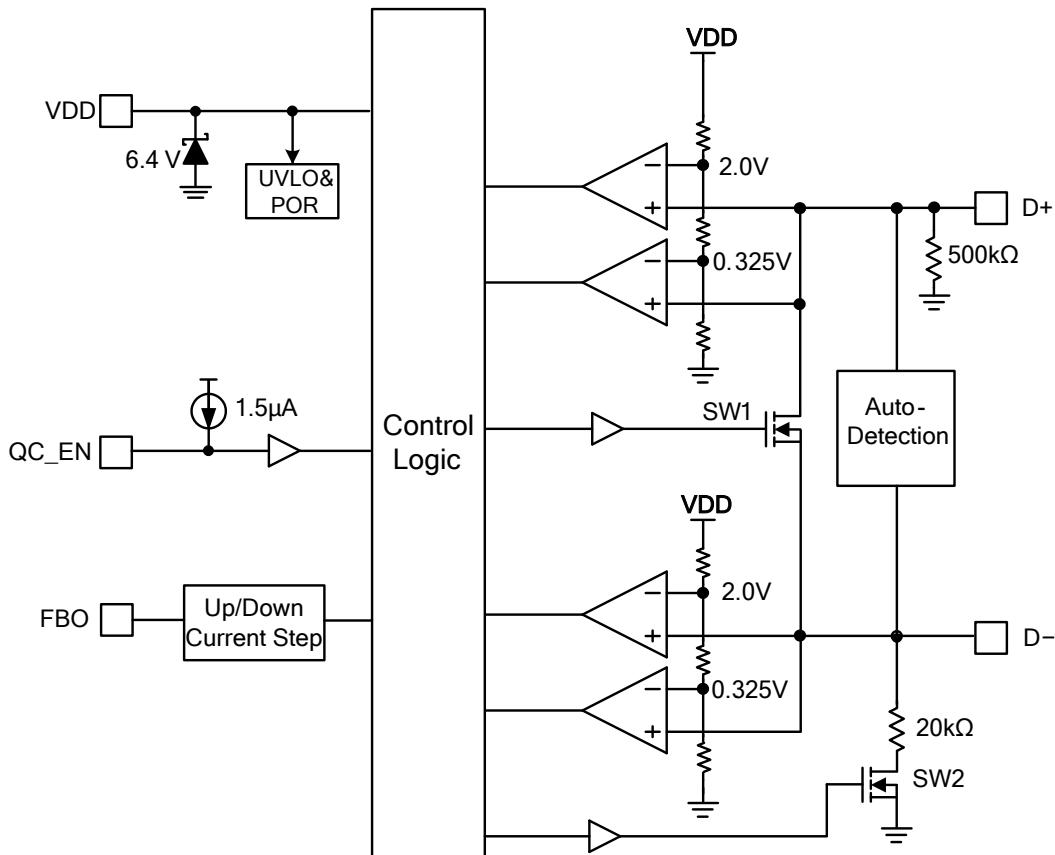 VDD
VDD
6.4 V
UVLO&
POR
−
2.0V
+
D+
−
0.325V
+
500kΩ
1.5µA
QC_EN
Control
Logic
SW1
Auto-
Detection
VDD
FBO
Up/Down
Current Step
−
2.0V
+
D−
−
0.325V
+
20kΩ
SW2